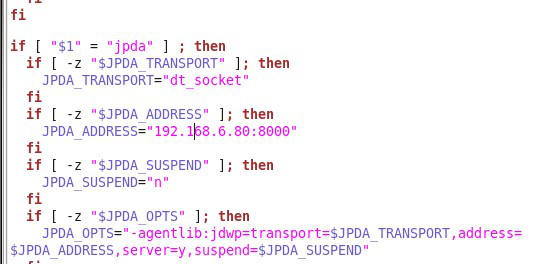 fi
if [ "$1" = "jpda" ] ; then
if [ -z "$JPDA_TRANSPORT" ]; then
JPDA_TRANSPORT="dt_socket"
fi
if [ -z "$JPDA_ADDRESS" ]; then
JPDA_ADDRESS="192.168.6.80:8000"
fi
if [ -z "$JPDA_SUSPEND" ]; then
JPDA_SUSPEND="n"
fi
if [ -z "$JPDA_OPTS" ]; then
JPDA_OPTS="-agentlib:jdwp=transport=$JPDA_TRANSPORT,address=
$JPDA_ADDRESS,server=y,suspend=$JPDA_SUSPEND"